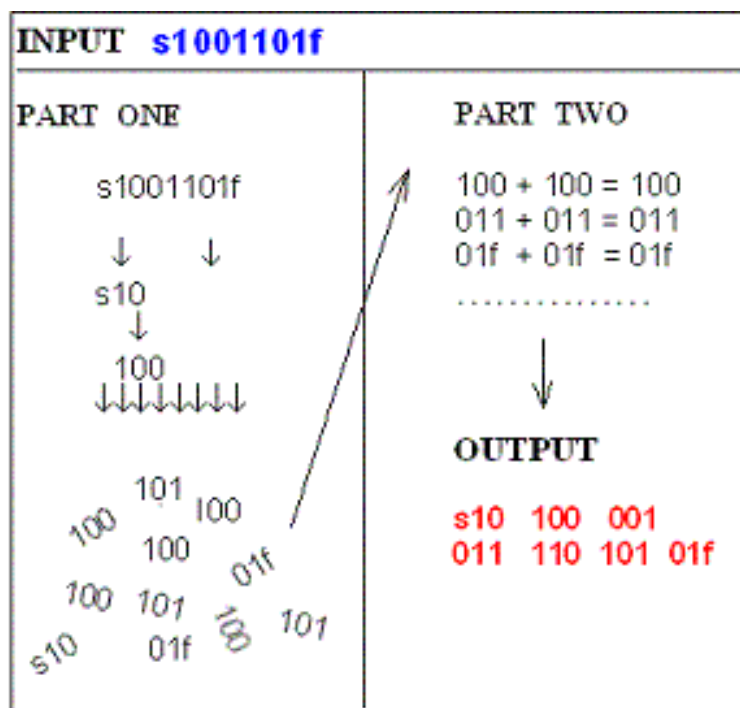 INPUT s1001101f
PART ONE
s1001101f
s10
100
101
100 l00
100
01f
100 101
100
101
s10
01f
PART TWO
100 + 100 = 100
011 + 011 = 011
01f + 01f = 01f
...............
OUTPUT
s10 100 001
011 110 101 01f